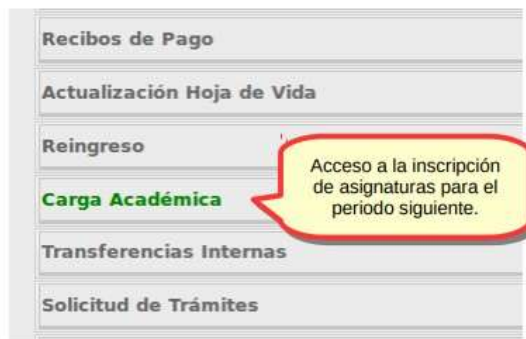 Recibos de Pago
Actualización Hoja de Vida
Reingreso
Acceso a la inscripción
de asignaturas para el
periodo siguiente.
Carga Académica
Transferencias Internas
Solicitud de Trámites